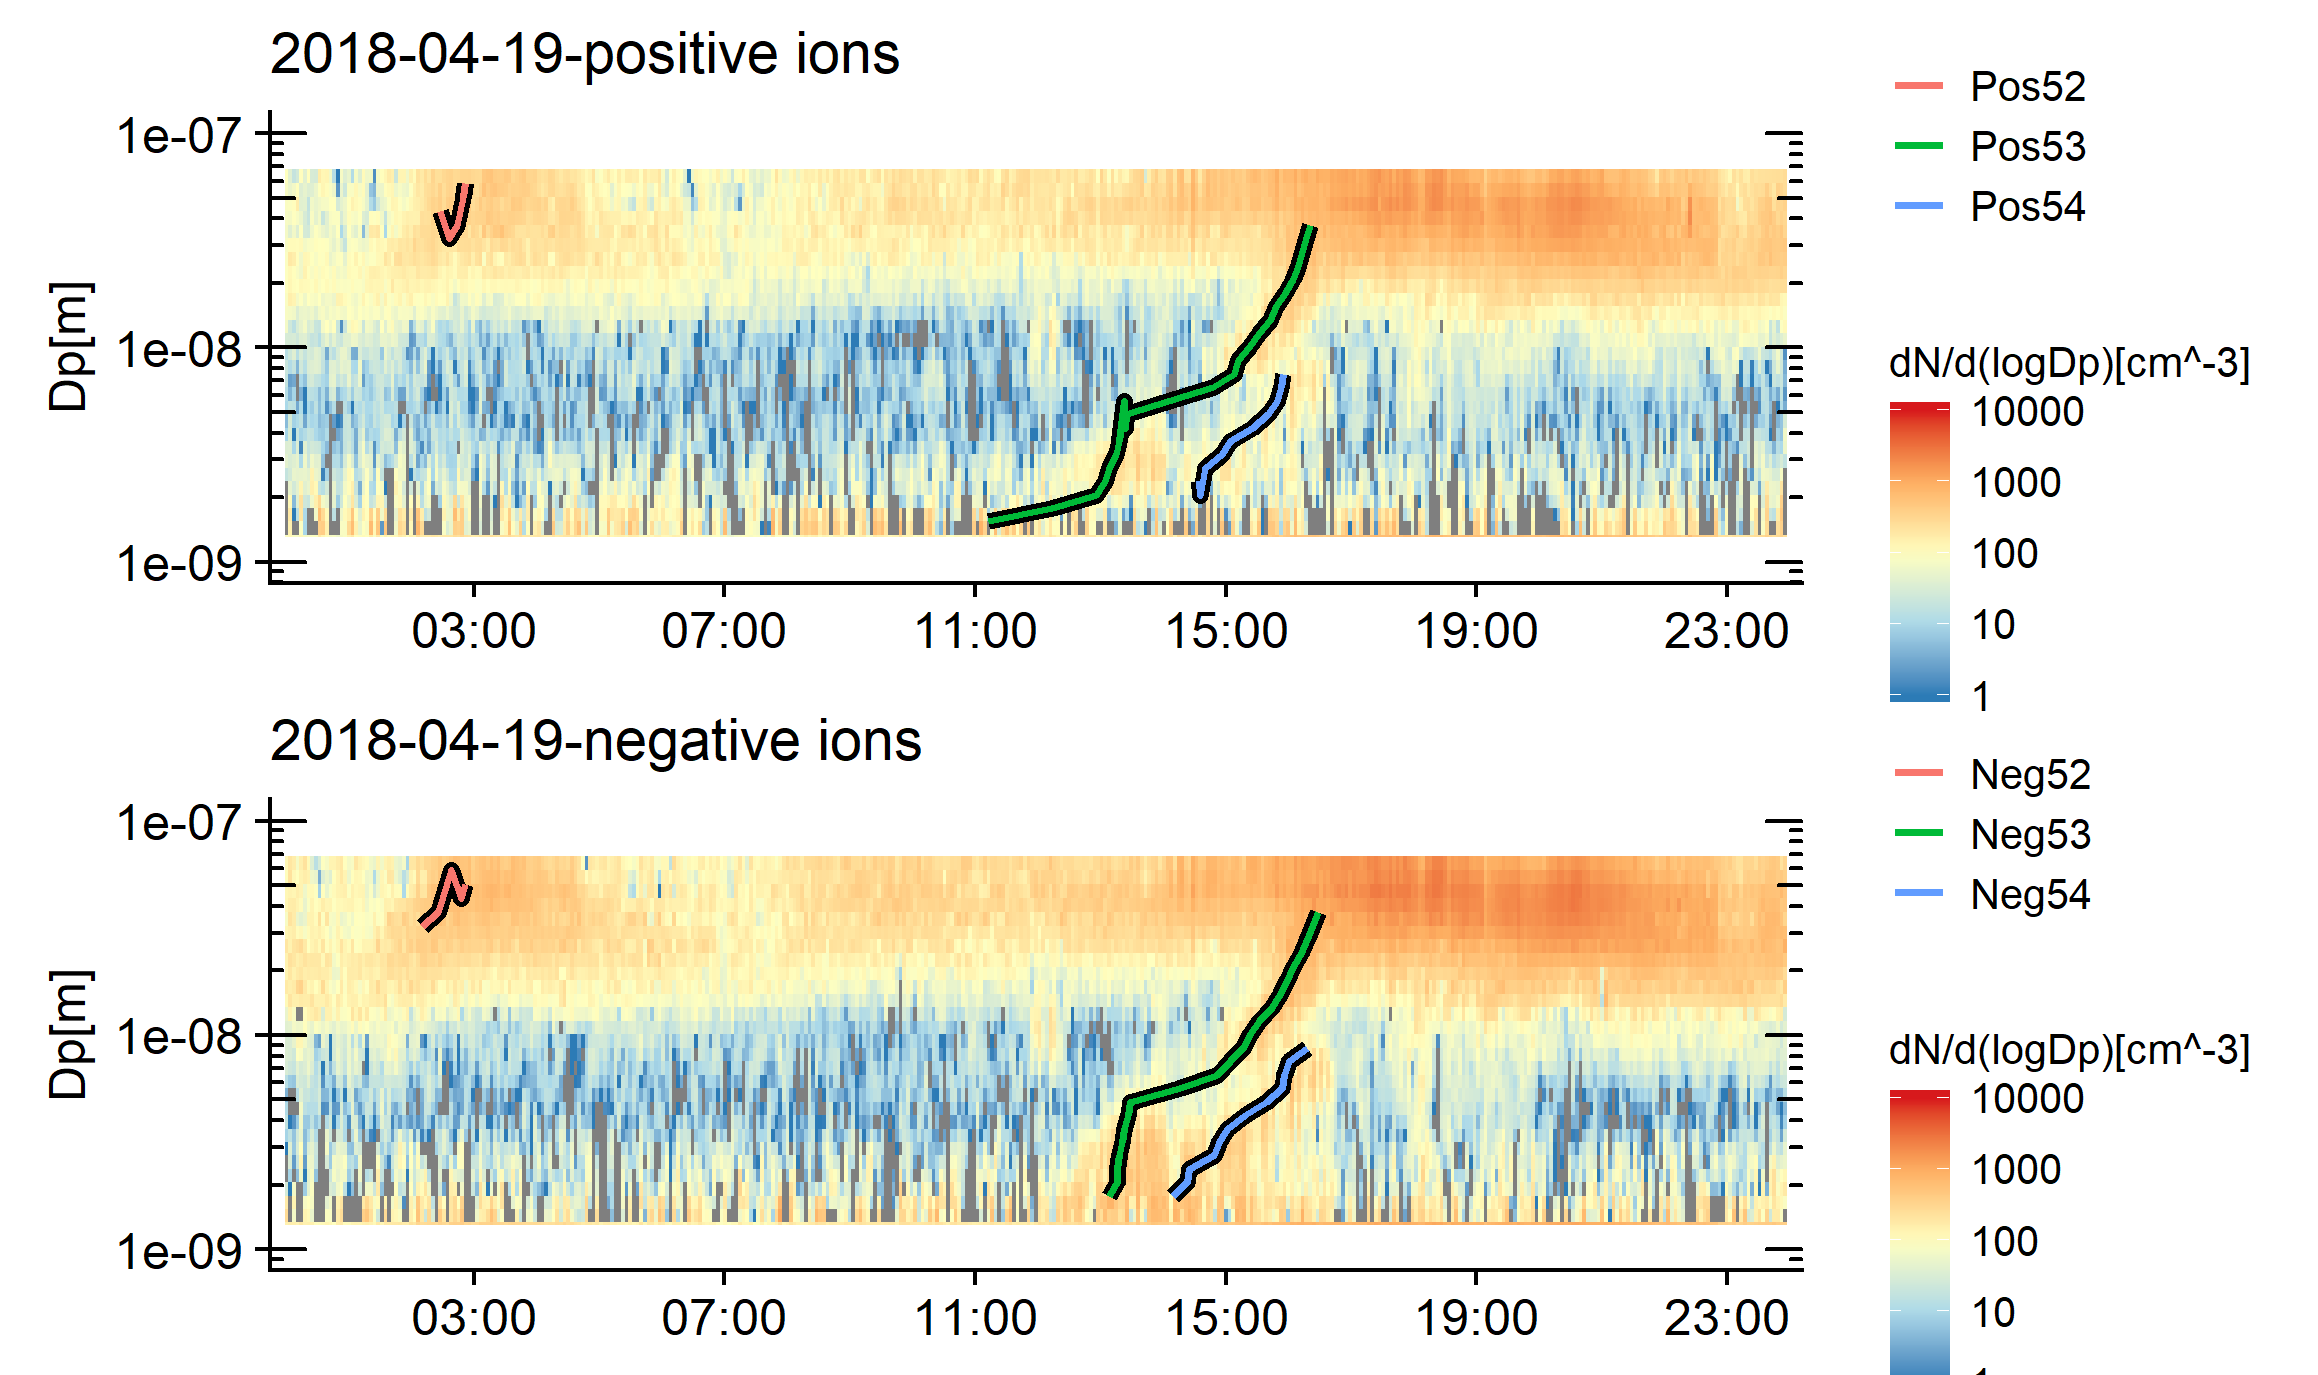 2018-04-19-positive ions
Pos52
Pos53
Pos54
1e-07
1e-08
1e-09
Dp[m]
03:00 07:00 11:00 15:00 19:00 23:00
dN/d(logDp)[cm^-3]
10000
1000
100
10
1
2018-04-19-negative ions
Neg52
Neg53
Neg54
1e-07
1e-08
1e-09
Dp[m]
03:00 07:00 11:00 15:00 19:00 23:00
dN/d(logDp)[cm^-3]
10000
1000
100
10